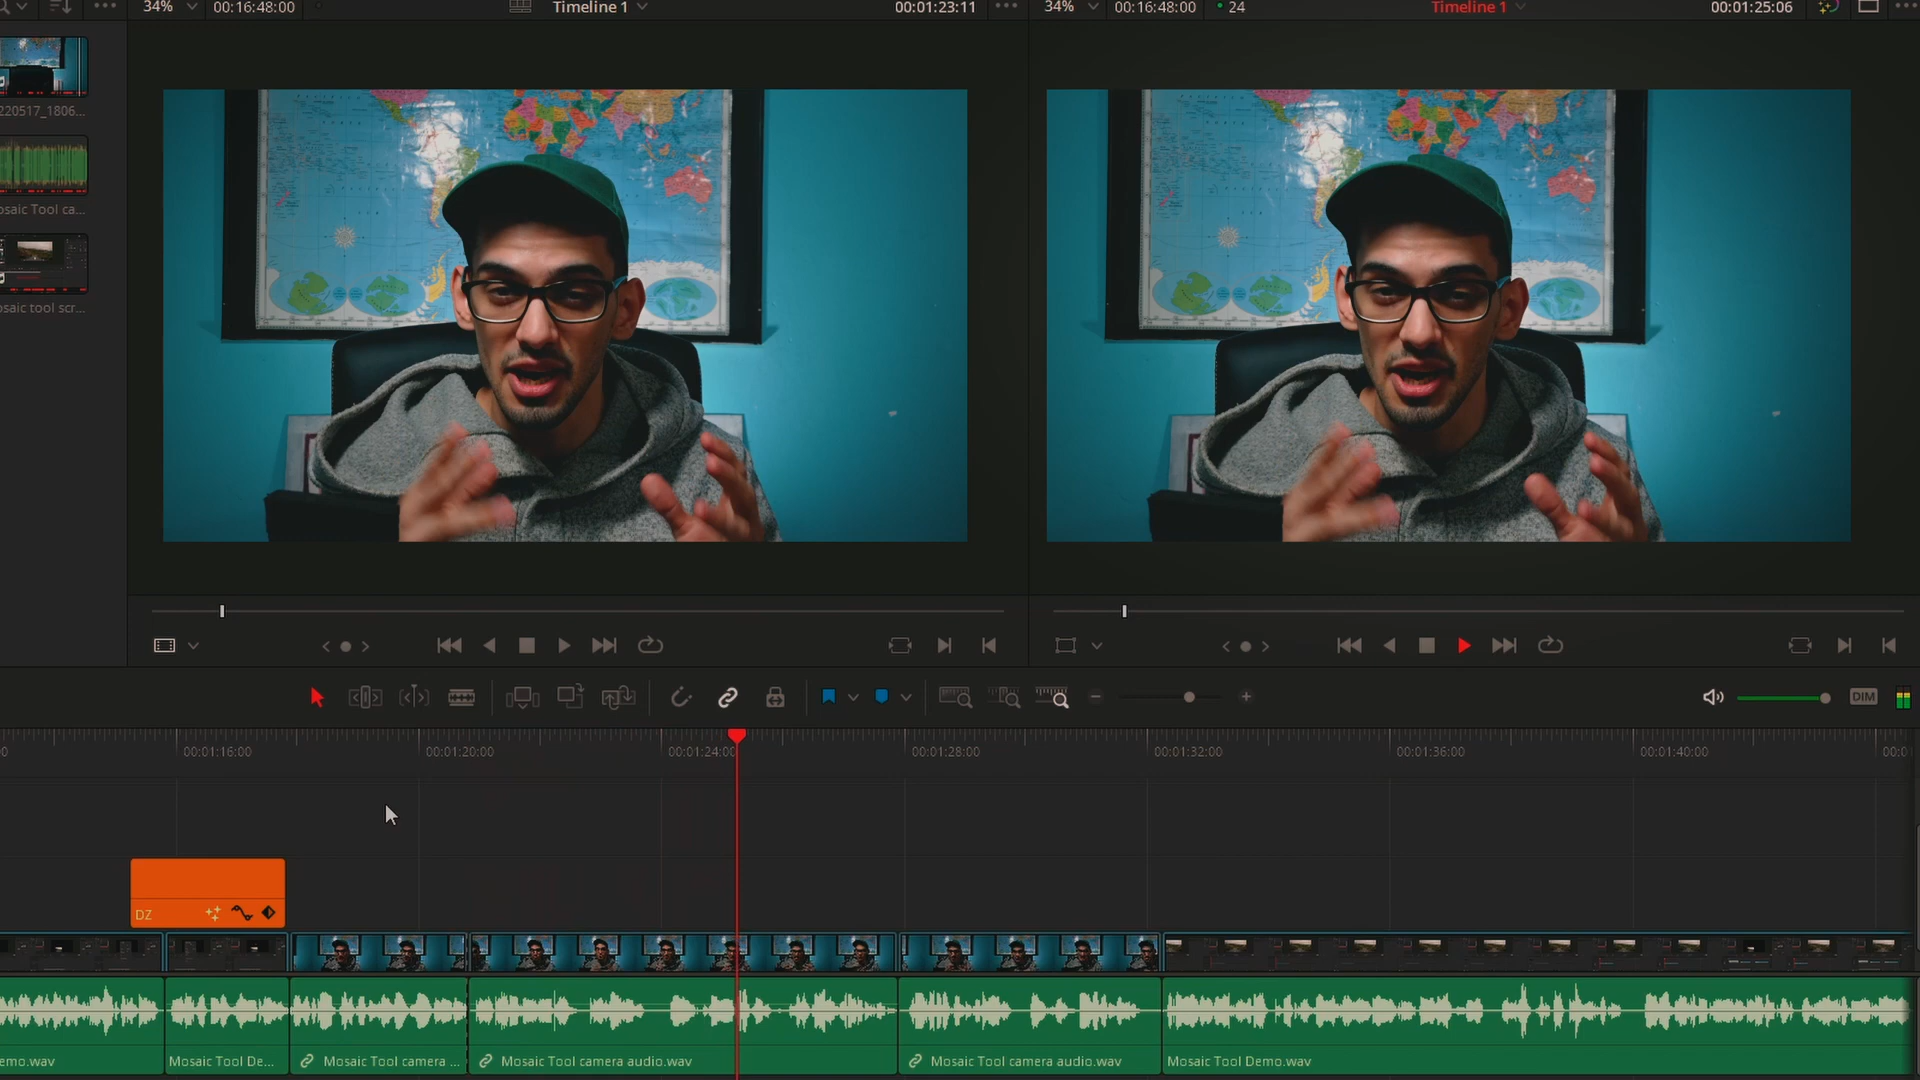 34% 00:16:48:00 Timeline 1 00:01:23:11
34% 00:16:48:00 24 Timeline 1 00:01:25:06
220517_1806...
osaic Tool ca...
osaic tool scr...
DIM
00:01:16:00 00:01:20:00 00:01:24:00 00:01:28:00 00:01:32:00 00:01:36:00 00:01:40:00 00:0
DZ
emo.wav Mosaic Tool De... Mosaic Tool camera ... Mosaic Tool camera audio.wav Mosaic Tool camera audio.wav Mosaic Tool Demo.wav